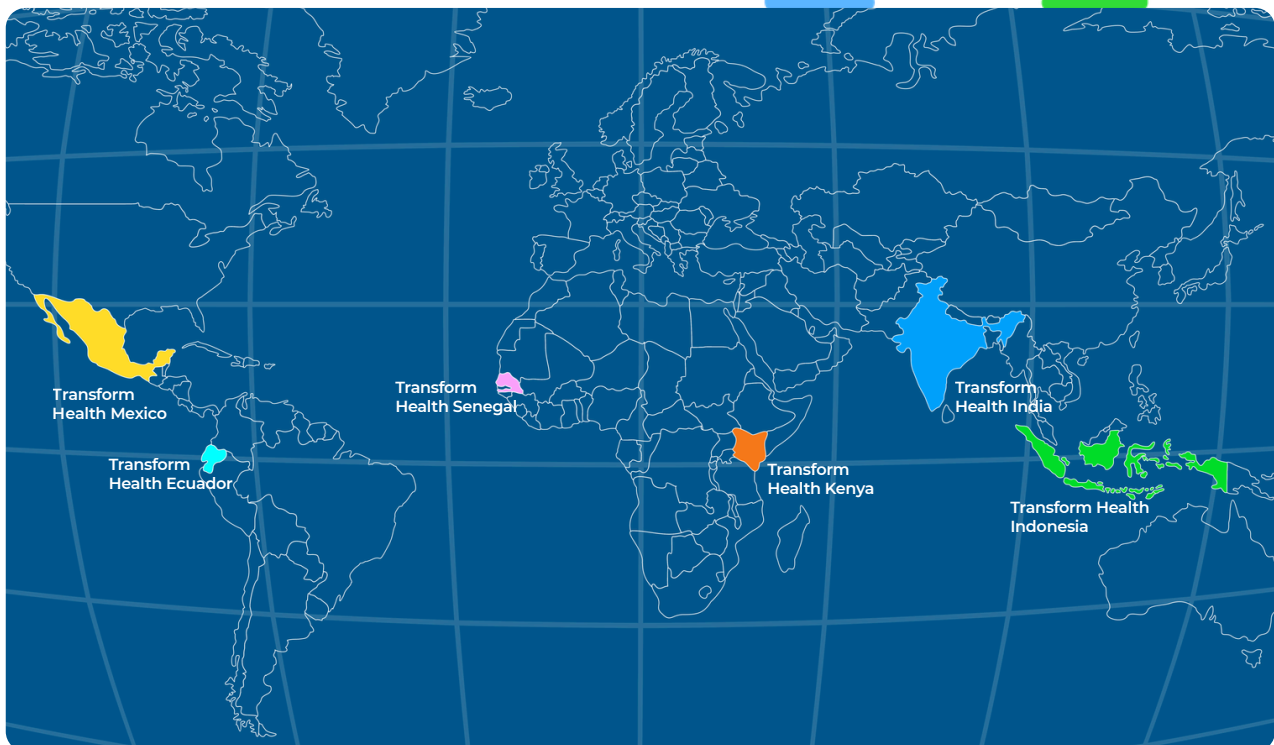 Transform
Health Mexico
Transform
Health Ecuador
Transform
Health Senegal
Transform
Health Kenya
Transform
Health India
Transform Health
Indonesia